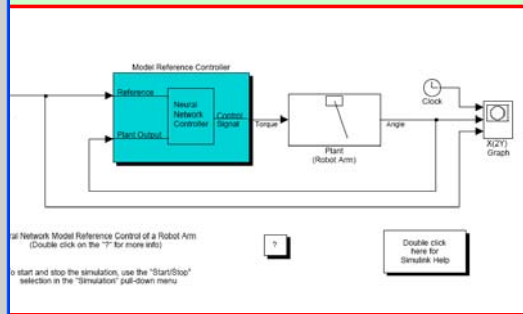 Model Reference Controller
Reference
Neural
Network
Controller
Control
Signal
Plant Output
Torque
Plant
(Robot Arm)
Angle
Clock
X(2Y)
Graph
ral Network Model Reference Control of a Robot Arm
(Double click on the "?" for more info)
?
Double click
here for
Simulink Help
o start and stop the simulation, use the "Start/Stop"
selection in the "Simulation" pull-down menu